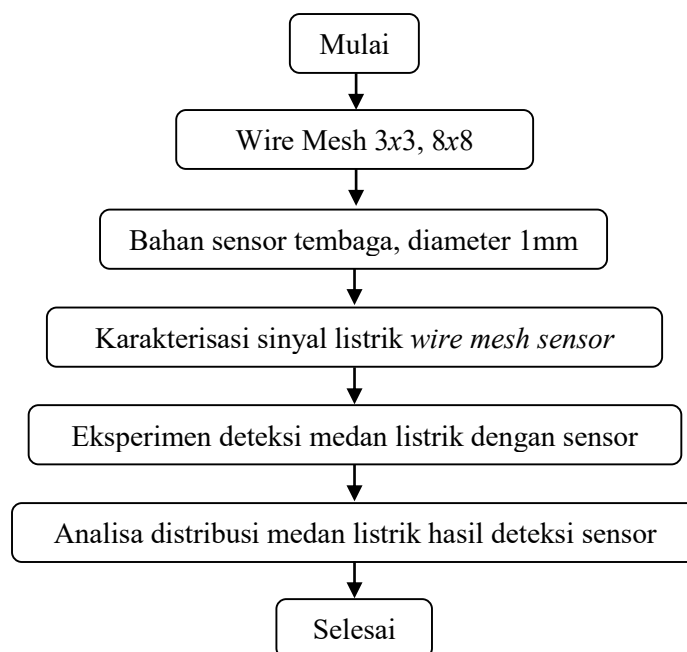 Mulai
Wire Mesh 3x3, 8x8
Bahan sensor tembaga, diameter 1mm
Karakterisasi sinyal listrik wire mesh sensor
Eksperimen deteksi medan listrik dengan sensor
Analisa distribusi medan listrik hasil deteksi sensor
Selesai